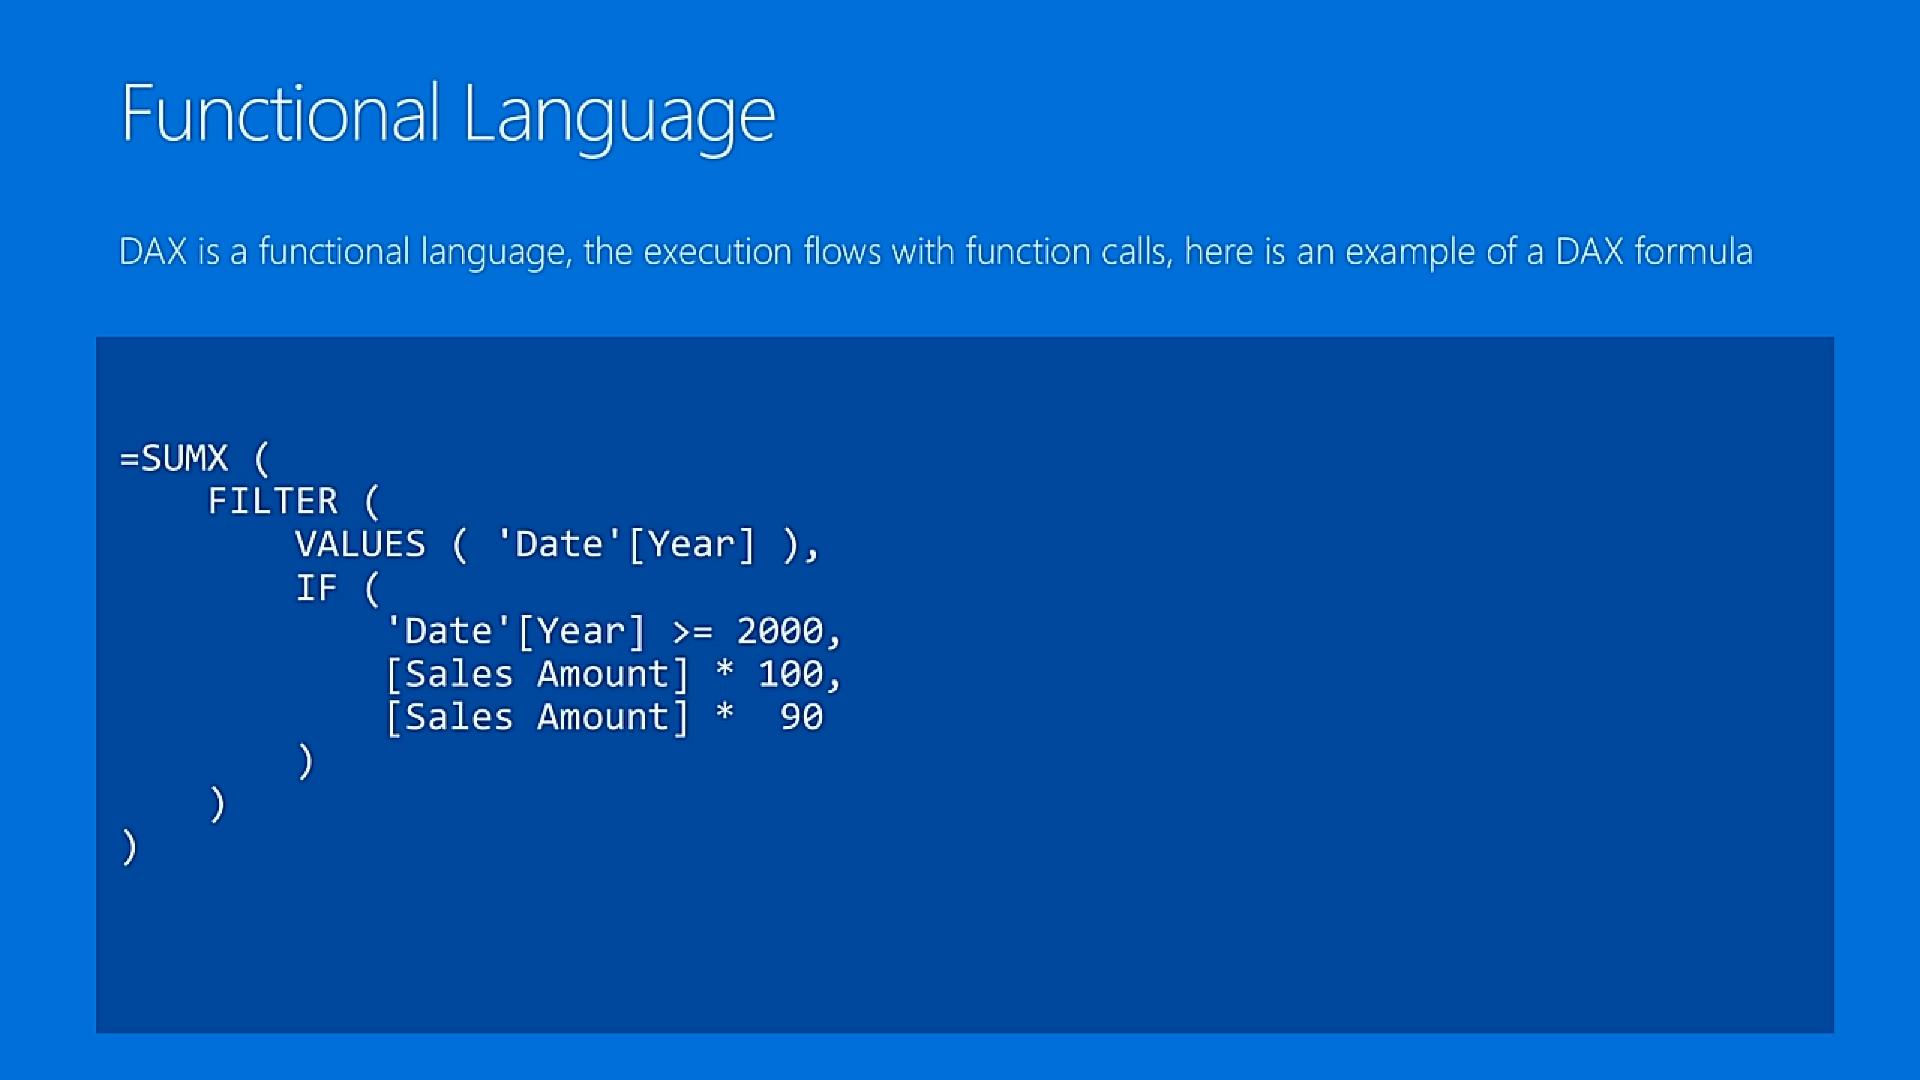 Functional Language
DAX is a functional language, the execution flows with function calls, here is an example of a DAX formula
=SUMX (
    FILTER (
        VALUES ( 'Date'[Year] ),
        IF (
            'Date'[Year] >= 2000,
            [Sales Amount] * 100,
            [Sales Amount] *  90
        )
    )
)